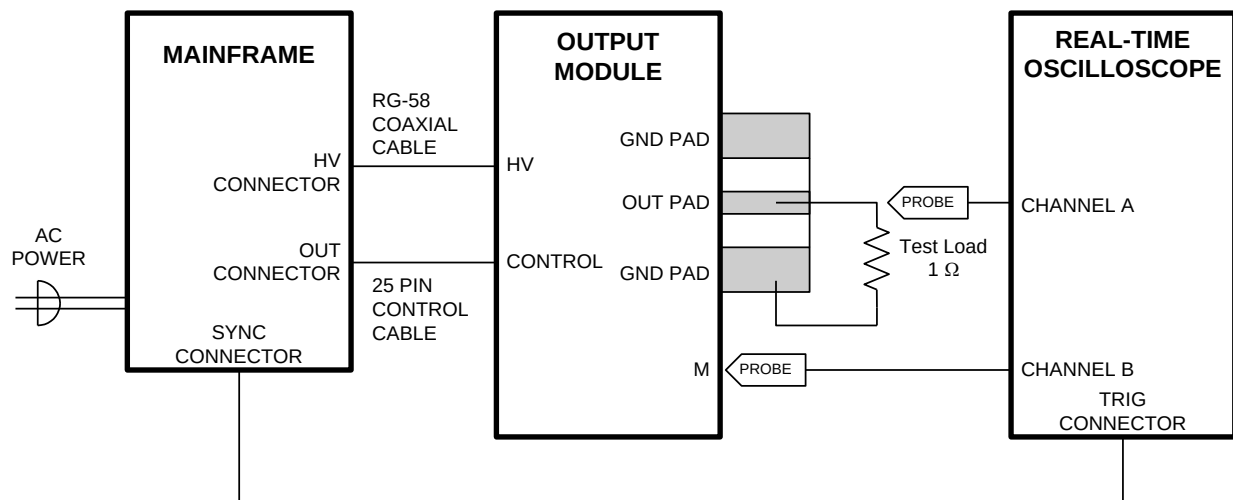 MAINFRAME
HV
CONNECTOR
OUT
CONNECTOR
SYNC
CONNECTOR
AC
POWER
RG-58
COAXIAL
CABLE
25 PIN
CONTROL
CABLE
OUTPUT
MODULE
GND PAD
HV
OUT PAD
CONTROL
GND PAD
M
PROBE
Test Load
1 Ω
PROBE
REAL-TIME
OSCILLOSCOPE
CHANNEL A
CHANNEL B
TRIG
CONNECTOR